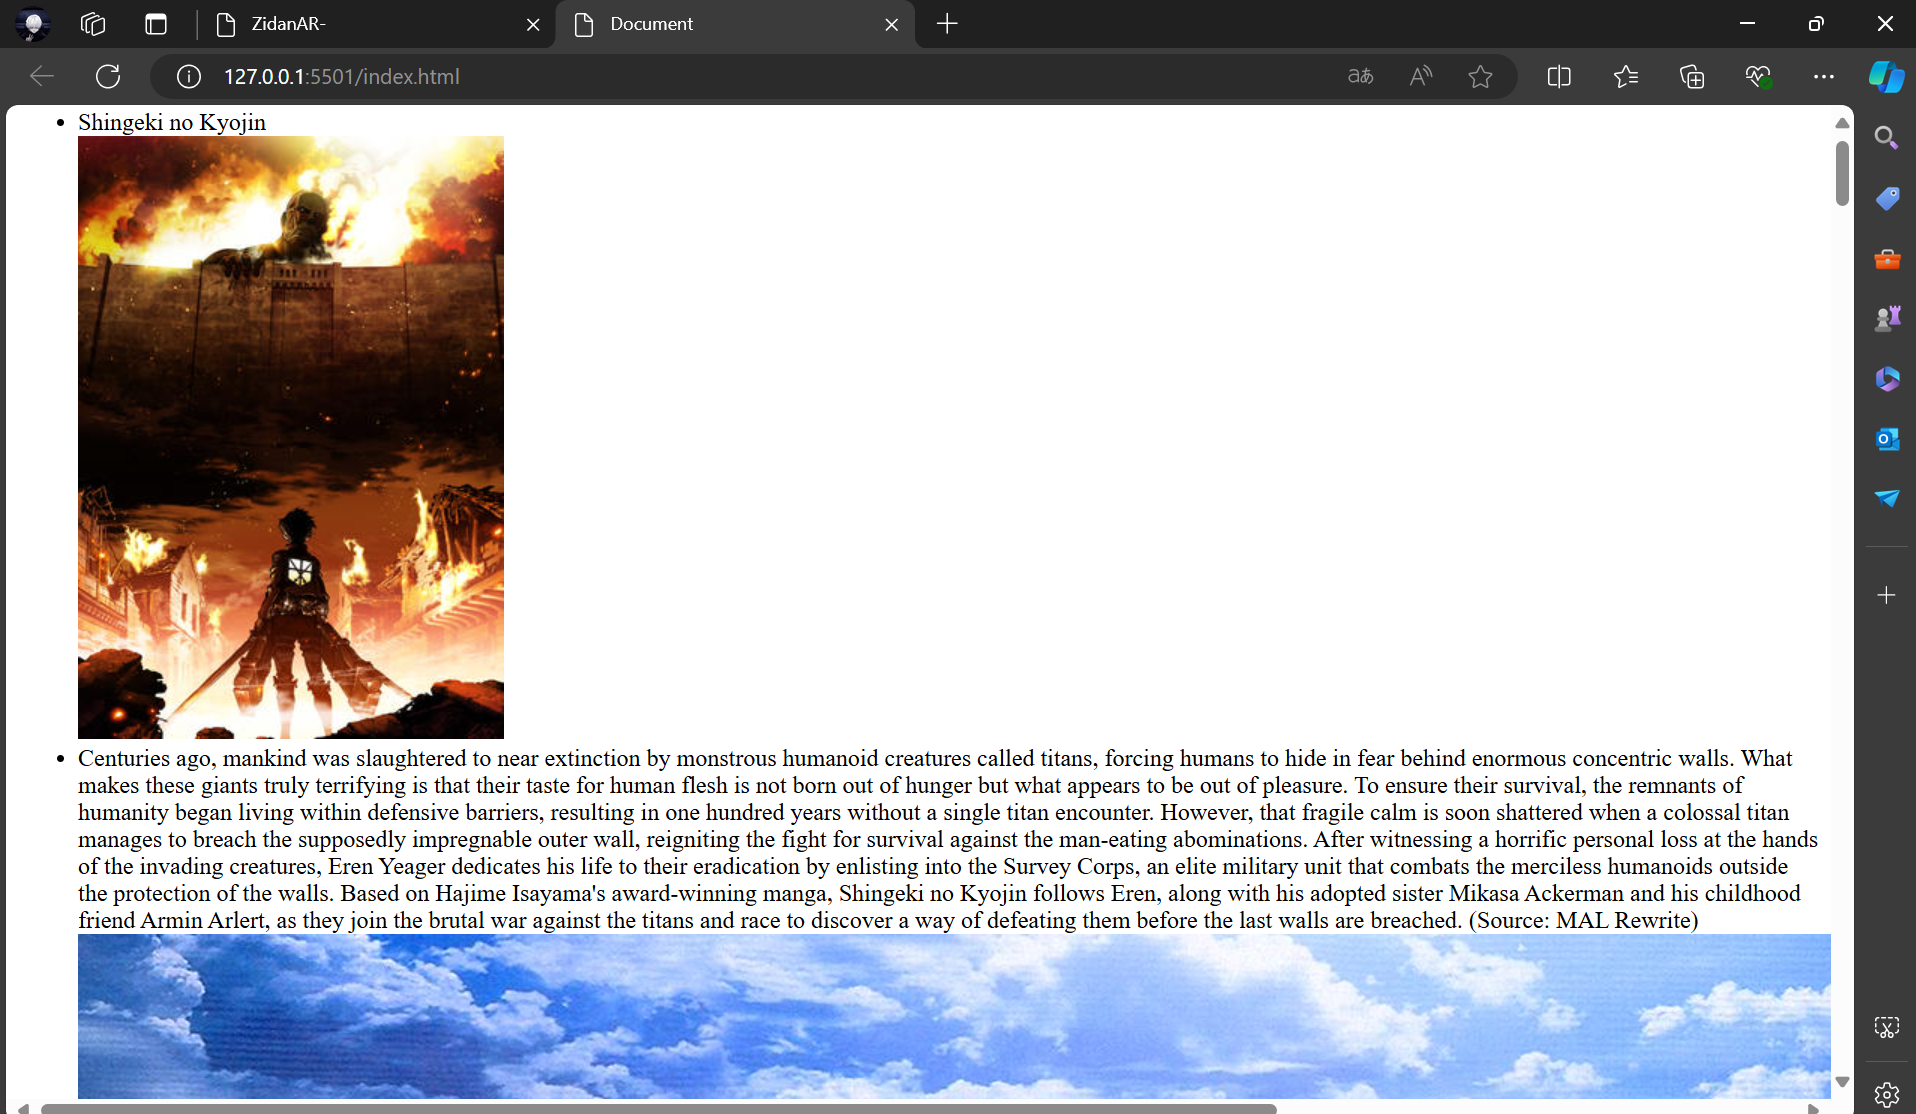 ZidanAR-
Document
127.0.0.1:5501/index.html
aあ
A
Shingeki no Kyojin
Centuries ago, mankind was slaughtered to near extinction by monstrous humanoid creatures called titans, forcing humans to hide in fear behind enormous concentric walls. What
makes these giants truly terrifying is that their taste for human flesh is not born out of hunger but what appears to be out of pleasure. To ensure their survival, the remnants of
humanity began living within defensive barriers, resulting in one hundred years without a single titan encounter. However, that fragile calm is soon shattered when a colossal titan
manages to breach the supposedly impregnable outer wall, reigniting the fight for survival against the man-eating abominations. After witnessing a horrific personal loss at the hands
of the invading creatures, Eren Yeager dedicates his life to their eradication by enlisting into the Survey Corps, an elite military unit that combats the merciless humanoids outside
the protection of the walls. Based on Hajime Isayama's award-winning manga, Shingeki no Kyojin follows Eren, along with his adopted sister Mikasa Ackerman and his childhood
friend Armin Arlert, as they join the brutal war against the titans and race to discover a way of defeating them before the last walls are breached. (Source: MAL Rewrite)